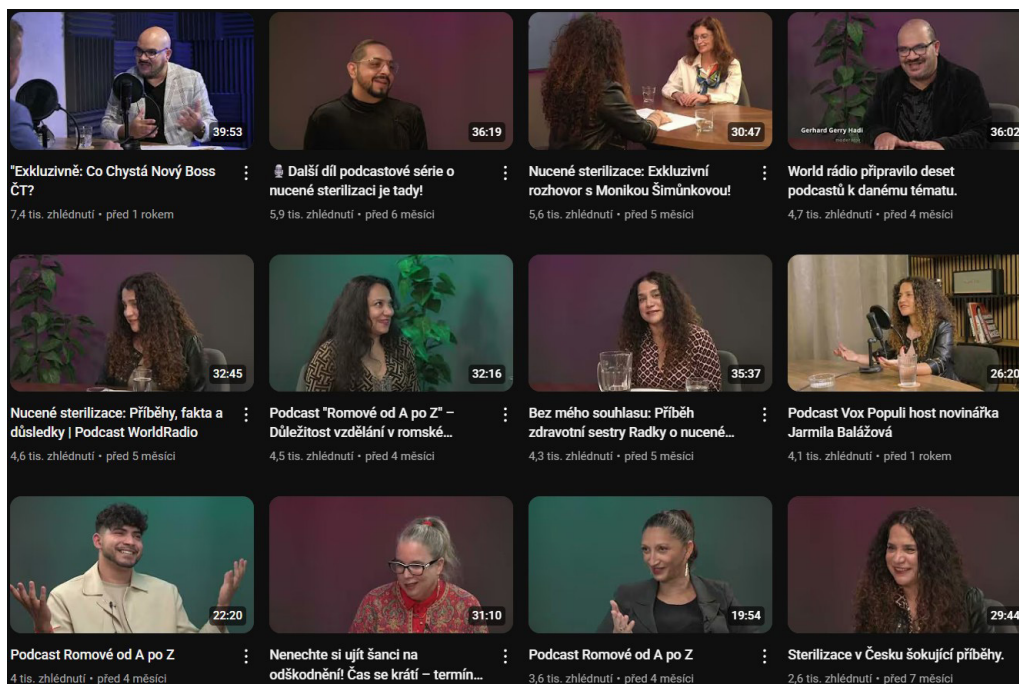 39:53
36:19
30:47
Gerhard Gerry Hadi
36:02
"Exkluzivně: Co Chystá Nový Boss
ČT?
7,4 tis. zhlédnutí • před 1 rokem
🎙️ Další díl podcastové série o
nucené sterilizaci je tady!
5,9 tis. zhlédnutí • před 6 měsíci
Nucené sterilizace: Exkluzivní
rozhovor s Monikou Šimůnkovou!
5,6 tis. zhlédnutí • před 5 měsíci
World rádio připravilo deset
podcastů k danému tématu.
4,7 tis. zhlédnutí • před 4 měsíci
32:45
32:16
35:37
26:20
Nucené sterilizace: Příběhy, fakta a
důsledky | Podcast WorldRadio
4,6 tis. zhlédnutí • před 5 měsíci
Podcast "Romové od A po Z" –
Důležitost vzdělání v romské...
4,5 tis. zhlédnutí • před 4 měsíci
Bez mého souhlasu: Příběh
zdravotní sestry Radky o nucené...
4,3 tis. zhlédnutí • před 5 měsíci
Podcast Vox Populi host novinářka
Jarmila Balážová
4,1 tis. zhlédnutí • před 1 rokem
22:20
31:10
19:54
29:44
Podcast Romové od A po Z
4 tis. zhlédnutí • před 4 měsíci
Nenechte si ujít šanci na
odškodnění! Čas se krátí – termín...
Podcast Romové od A po Z
3,6 tis. zhlédnutí • před 4 měsíci
Sterilizace v Česku šokující příběhy.
2,6 tis. zhlédnutí • před 7 měsíci